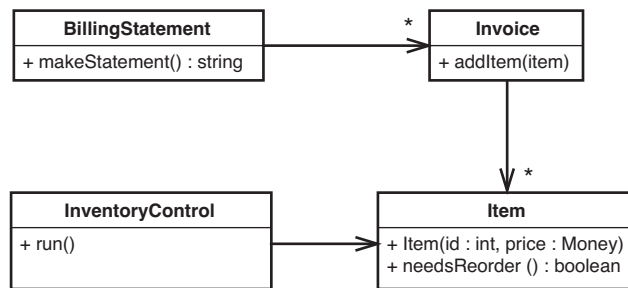 BillingStatement
+ makeStatement() : string
*
Invoice
+ addItem(item)
*
InventoryControl
+ run()
Item
+ Item(id : int, price : Money)
+ needsReorder () : boolean